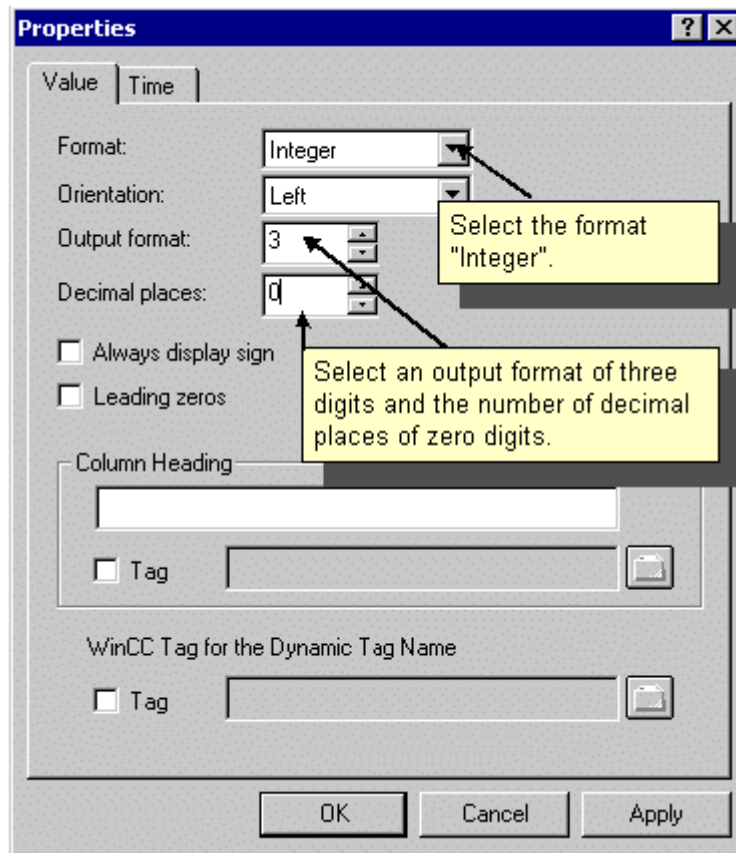 Properties
Value Time
Format: Integer
Orientation: Left
Select the format
"Integer".
Output format: 3
Decimal places: 0
Always display sign
Leading zeros
Select an output format of three
digits and the number of decimal
places of zero digits.
Column Heading
Tag
WinCC Tag for the Dynamic Tag Name
Tag
OK Cancel Apply